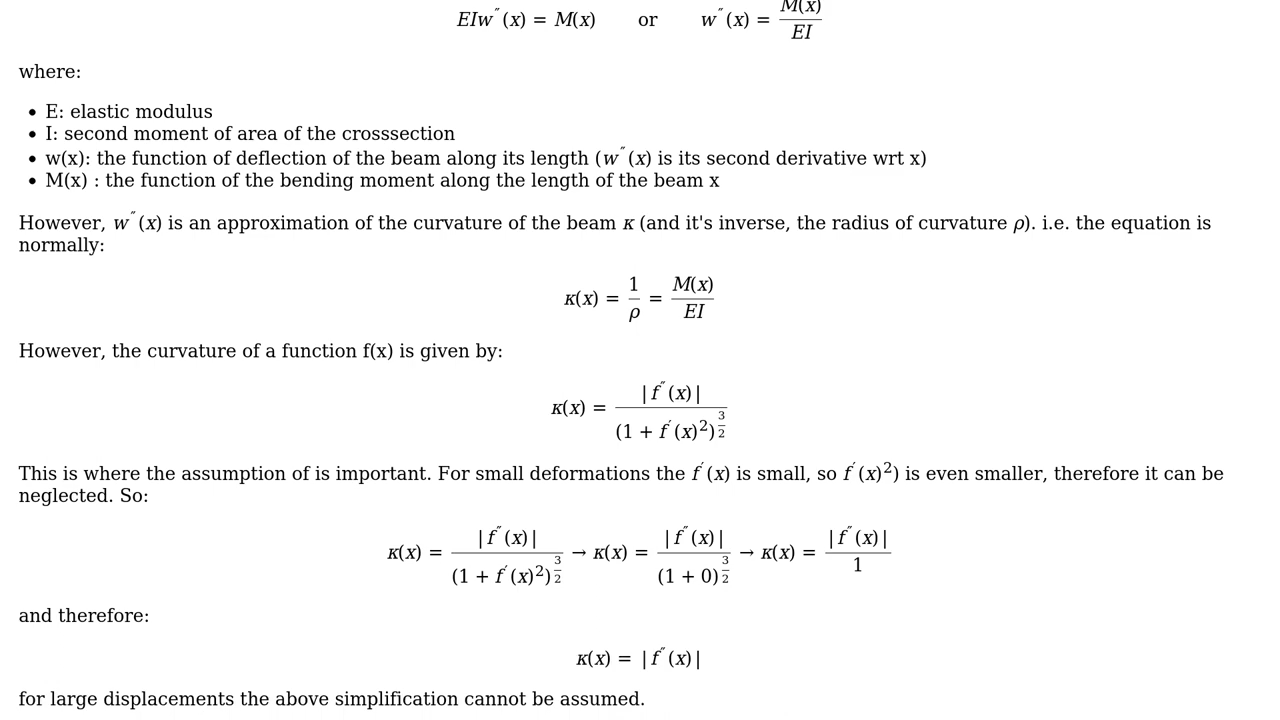 EIw″(x) = M(x) or w″(x) = M(x)/EI
where:
• E: elastic modulus
• I: second moment of area of the crosssection
• w(x): the function of deflection of the beam along its length (w″(x) is its second derivative wrt x)
• M(x) : the function of the bending moment along the length of the beam x
However, w″(x) is an approximation of the curvature of the beam κ (and it's inverse, the radius of curvature ρ). i.e. the equation is
normally:
κ(x) = 1/ρ = M(x)/EI
However, the curvature of a function f(x) is given by:
κ(x) = |f″(x)|/(1 + f′(x)²)^(3/2)
This is where the assumption of is important. For small deformations the f′(x) is small, so f′(x)²) is even smaller, therefore it can be
neglected. So:
κ(x) = |f″(x)|/(1 + f′(x)²)^(3/2) → κ(x) = |f″(x)|/(1 + 0)^(3/2) → κ(x) = |f″(x)|/1
and therefore:
κ(x) = |f″(x)|
for large displacements the above simplification cannot be assumed.